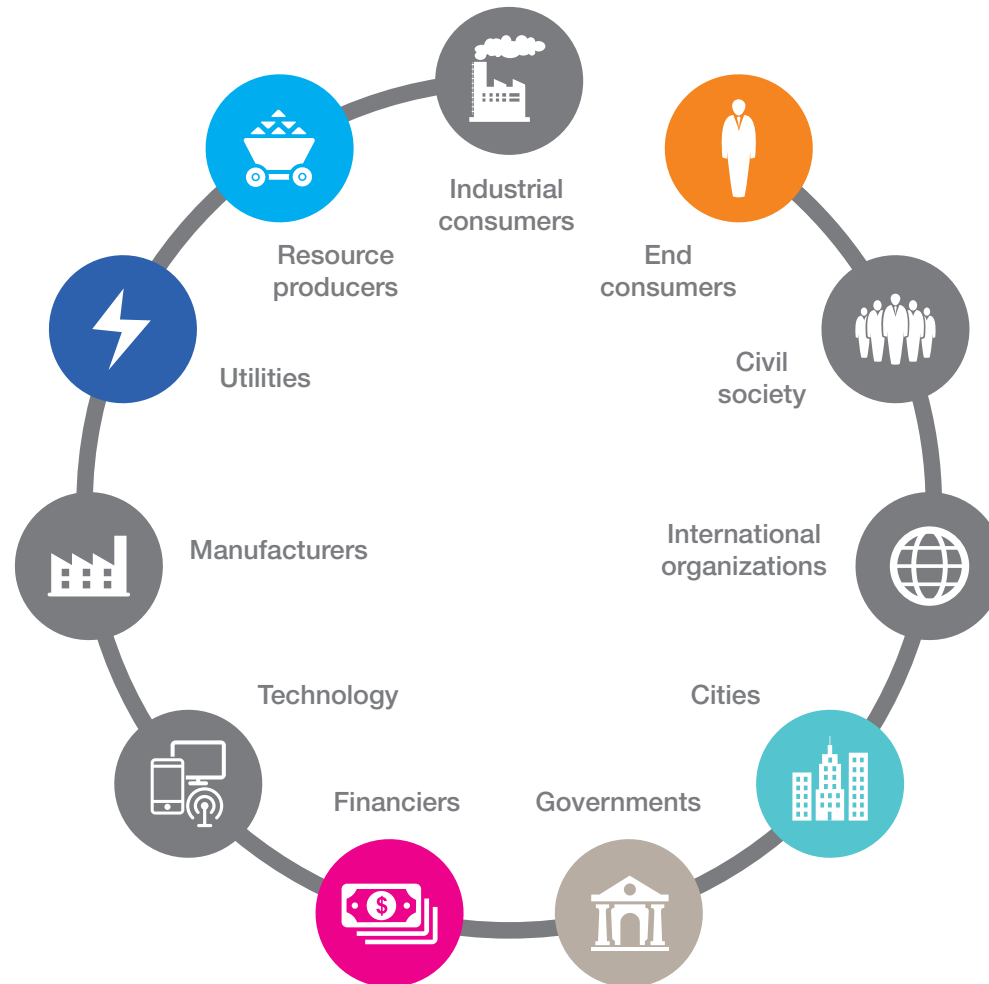 Industrial
consumers
End
consumers
Resource
producers
Civil
society
Utilities
International
organizations
Manufacturers
Cities
Technology
Financiers
Governments
$